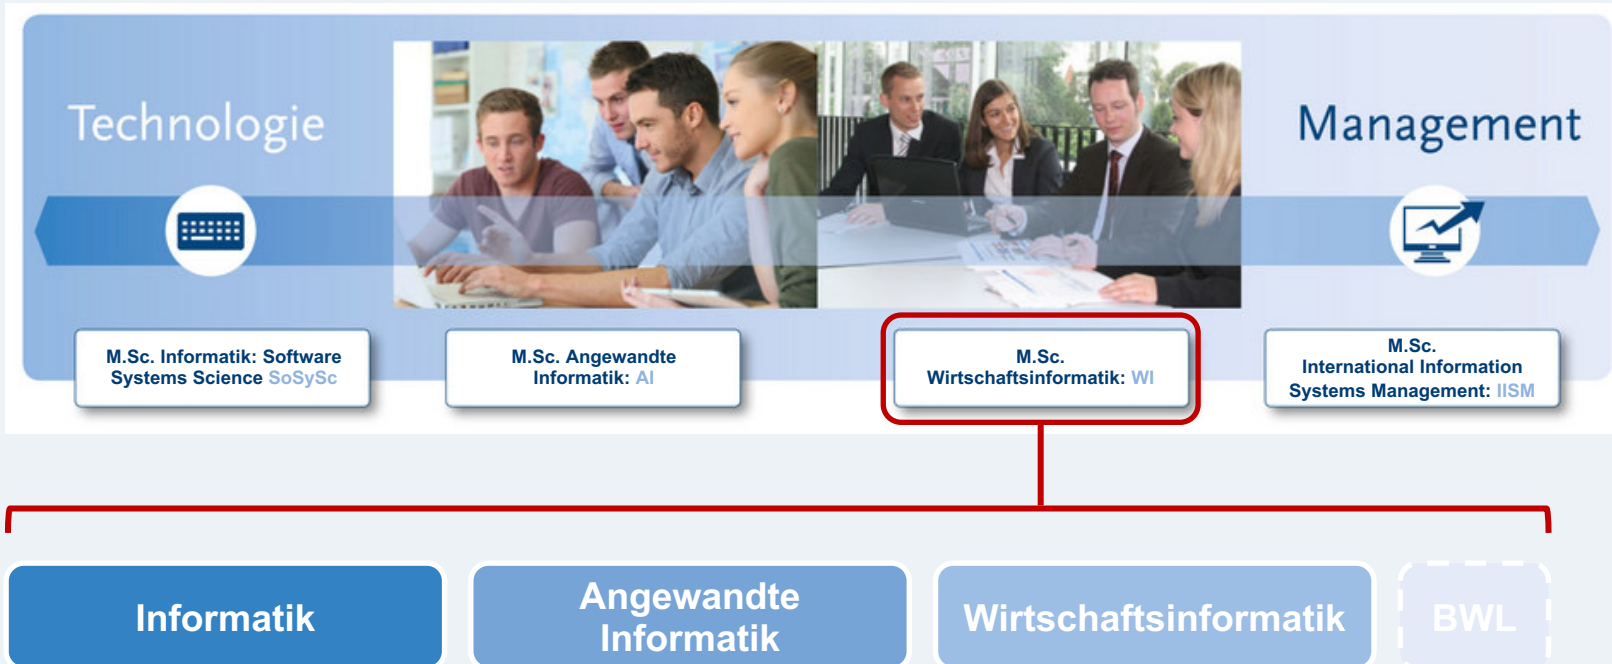 Technologie
Management
M.Sc. Informatik: Software
Systems Science SoSySc
M.Sc. Angewandte
Informatik: AI
M.Sc.
Wirtschaftsinformatik: WI
M.Sc.
International Information
Systems Management: IISM
Informatik
Angewandte
Informatik
Wirtschaftsinformatik
BWL